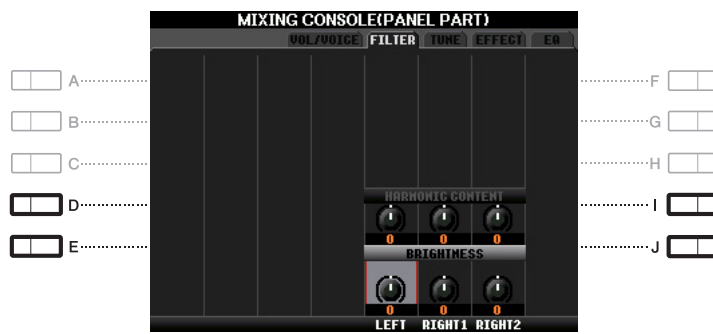 MIXING CONSOLE(PANEL PART)
VOL/VOICE FILTER TUNE EFFECT EQ
A F
B G
C H
D I
E J
HARMONIC CONTENT
0 0 0
BRIGHTNESS
0 0 0
LEFT RIGHT1 RIGHT2